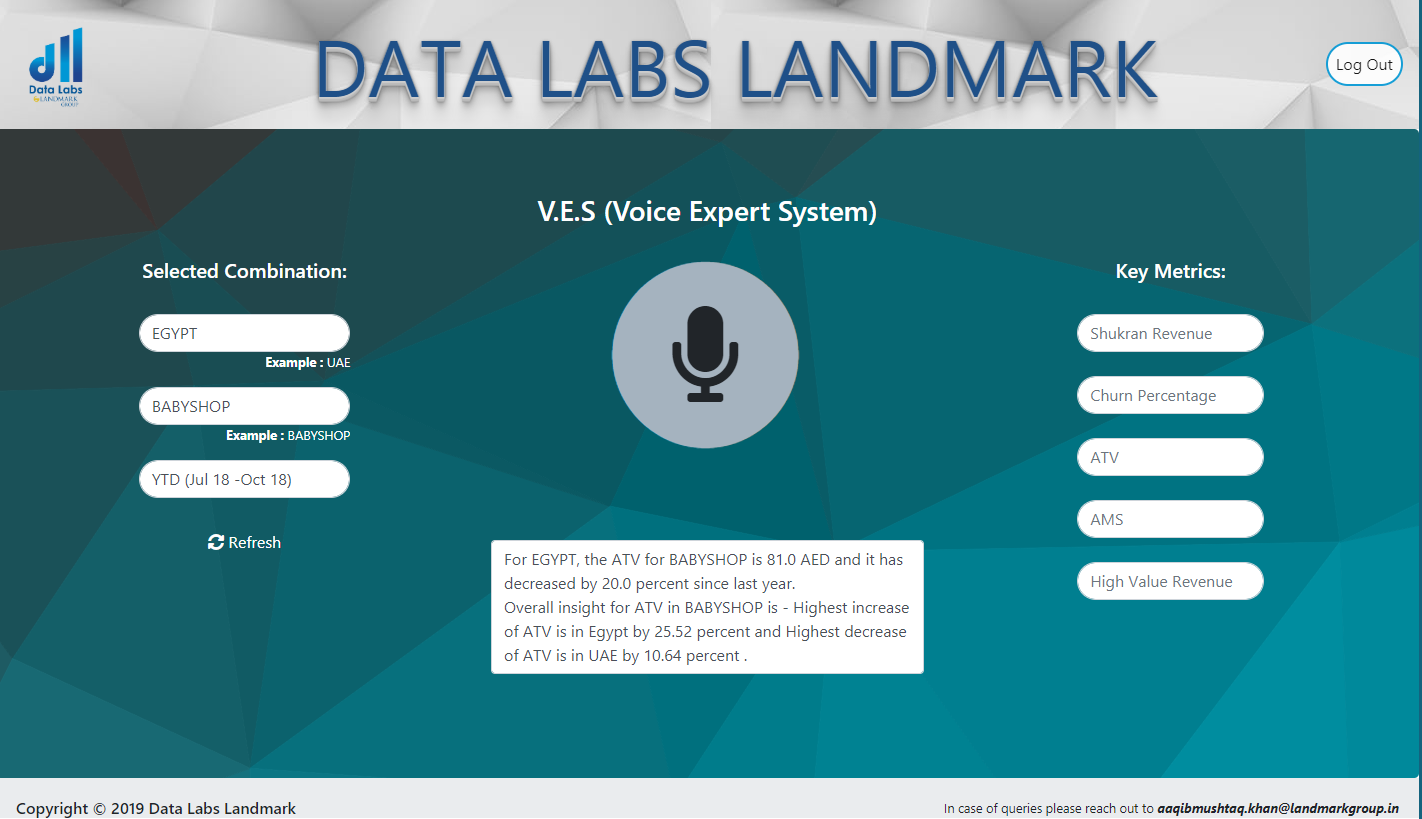 Data Labs
by LANDMARK
GROUP
DATA LABS LANDMARK
Log Out
V.E.S (Voice Expert System)
Selected Combination:
EGYPT
Example : UAE
BABYSHOP
Example : BABYSHOP
YTD (Jul 18 -Oct 18)
Refresh
For EGYPT, the ATV for BABYSHOP is 81.0 AED and it has
decreased by 20.0 percent since last year.
Overall insight for ATV in BABYSHOP is - Highest increase
of ATV is in Egypt by 25.52 percent and Highest decrease
of ATV is in UAE by 10.64 percent .
Key Metrics:
Shukran Revenue
Churn Percentage
ATV
AMS
High Value Revenue
Copyright © 2019 Data Labs Landmark
In case of queries please reach out to aaqibmushtaq.khan@landmarkgroup.in